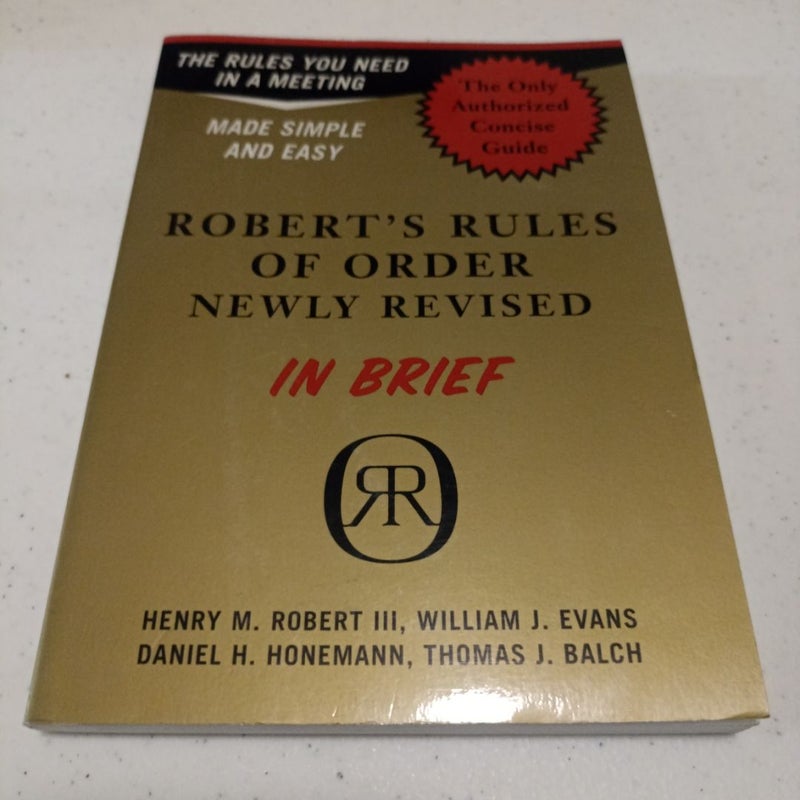 THE RULES YOU NEED
IN A MEETING
MADE SIMPLE
AND EASY
The Only
Authorized
Concise
Guide
ROBERT'S RULES
OF ORDER
NEWLY REVISED
IN BRIEF
RR
HENRY M. ROBERT III, WILLIAM J. EVANS
DANIEL H. HONEMANN, THOMAS J. BALCH